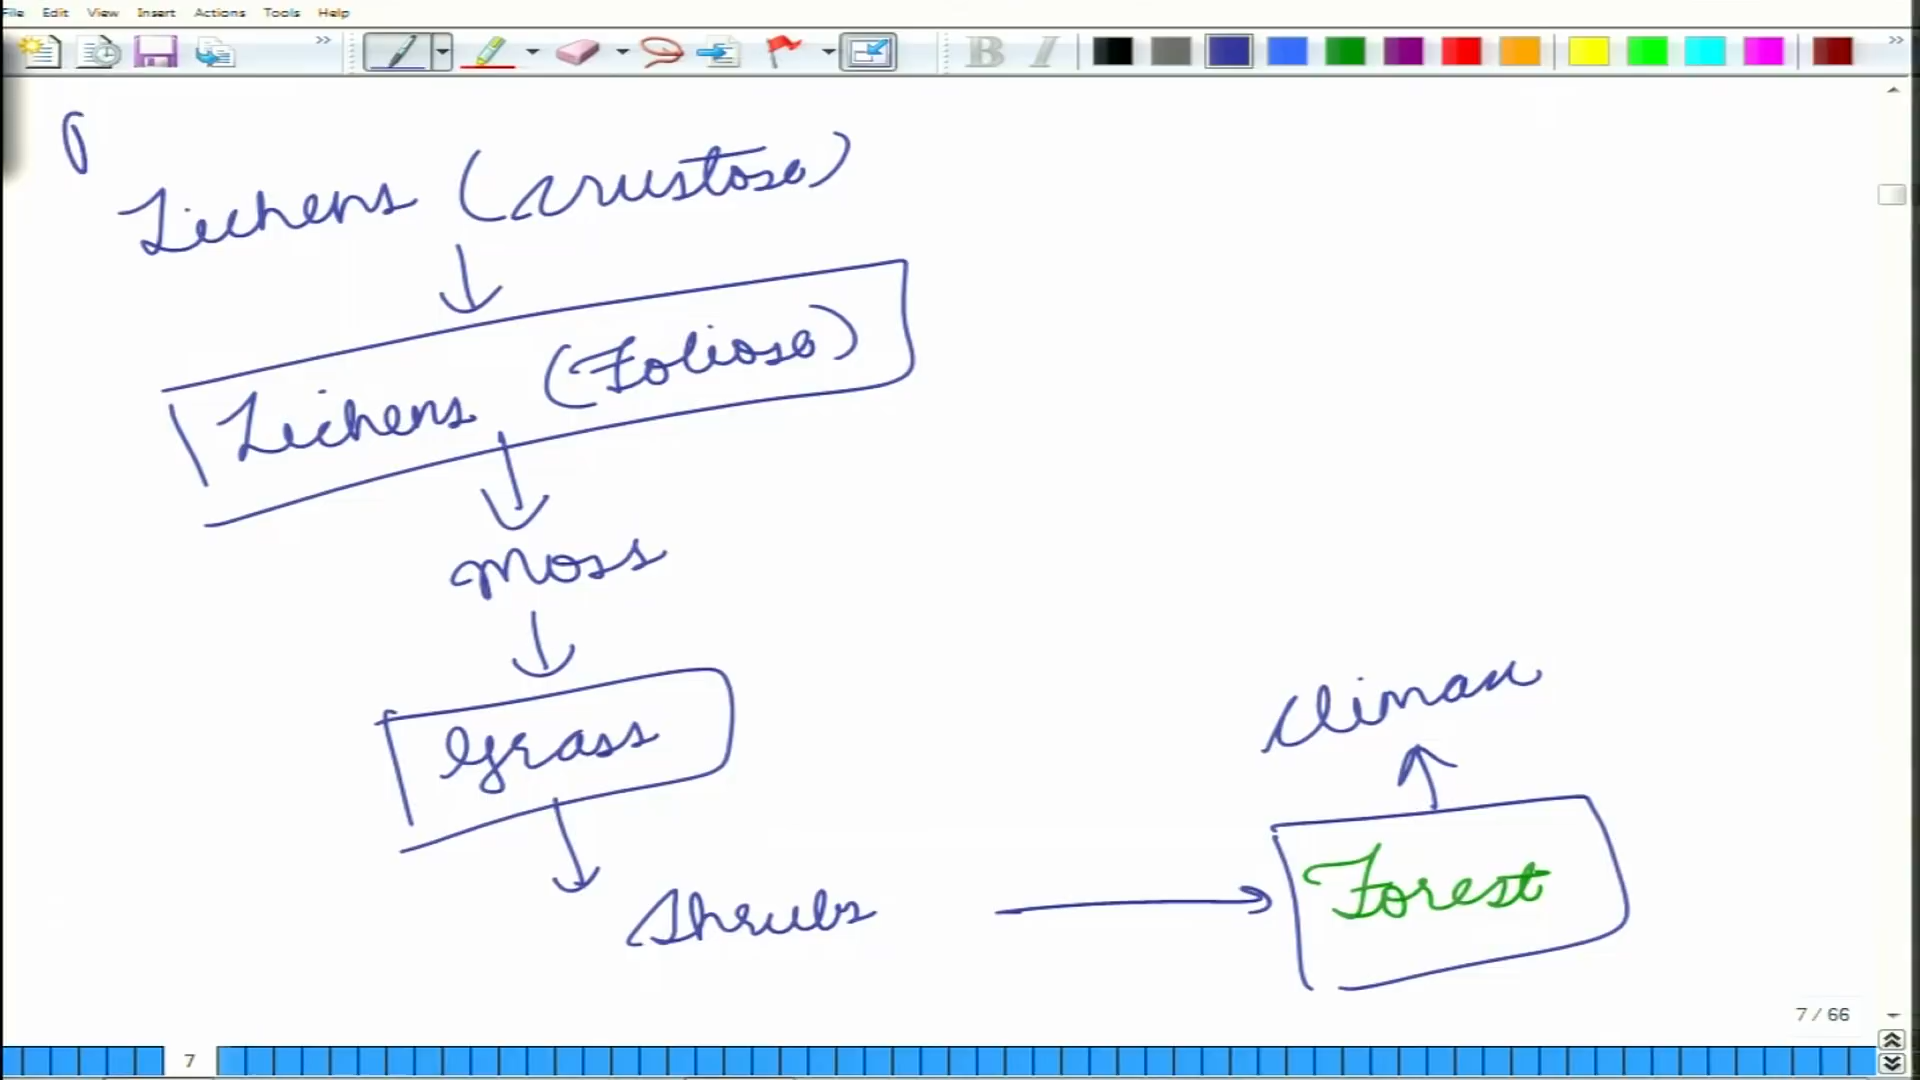 File Edit View Insert Actions Tools Help
B I
Lichens (crustose)
Lichens (Foliose)
Moss
Grass
Climax
Shrubs
Forest
7 / 66
7